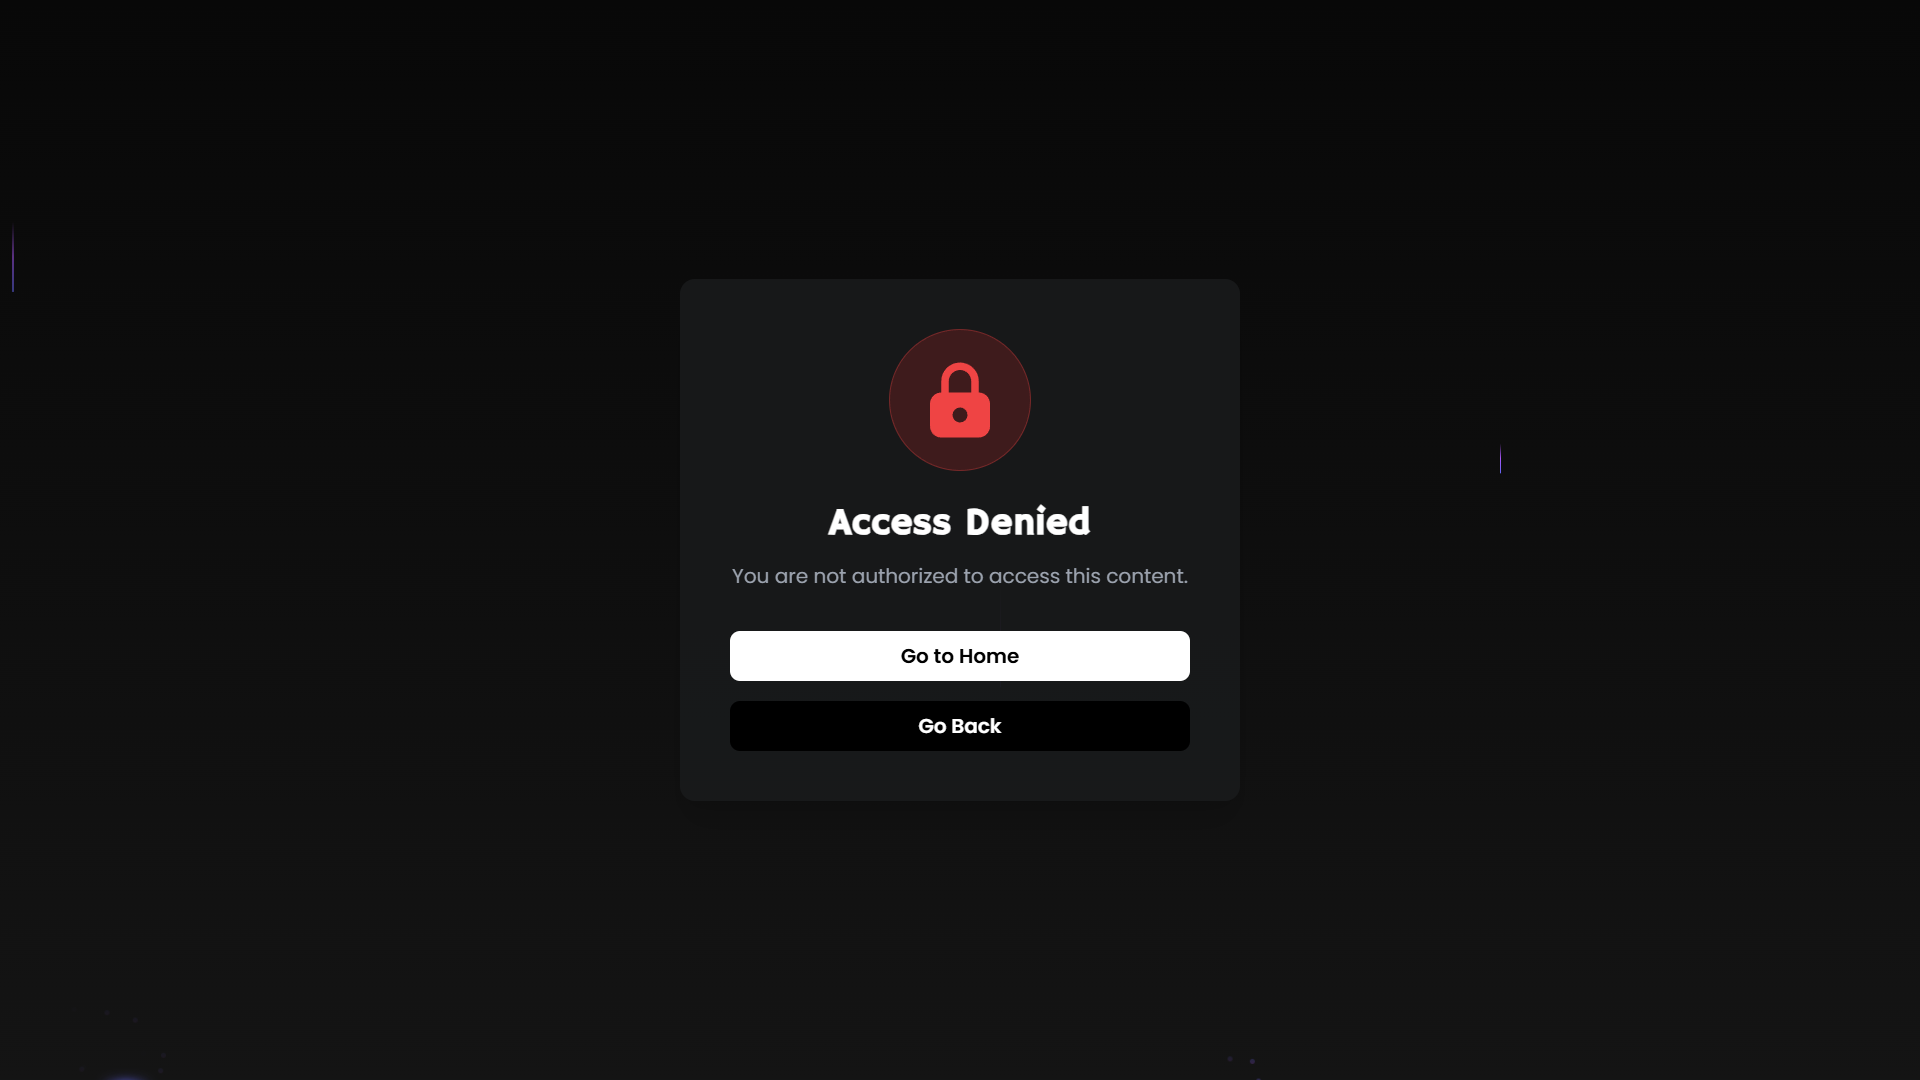 Access Denied
You are not authorized to access this content.
Go to Home
Go Back